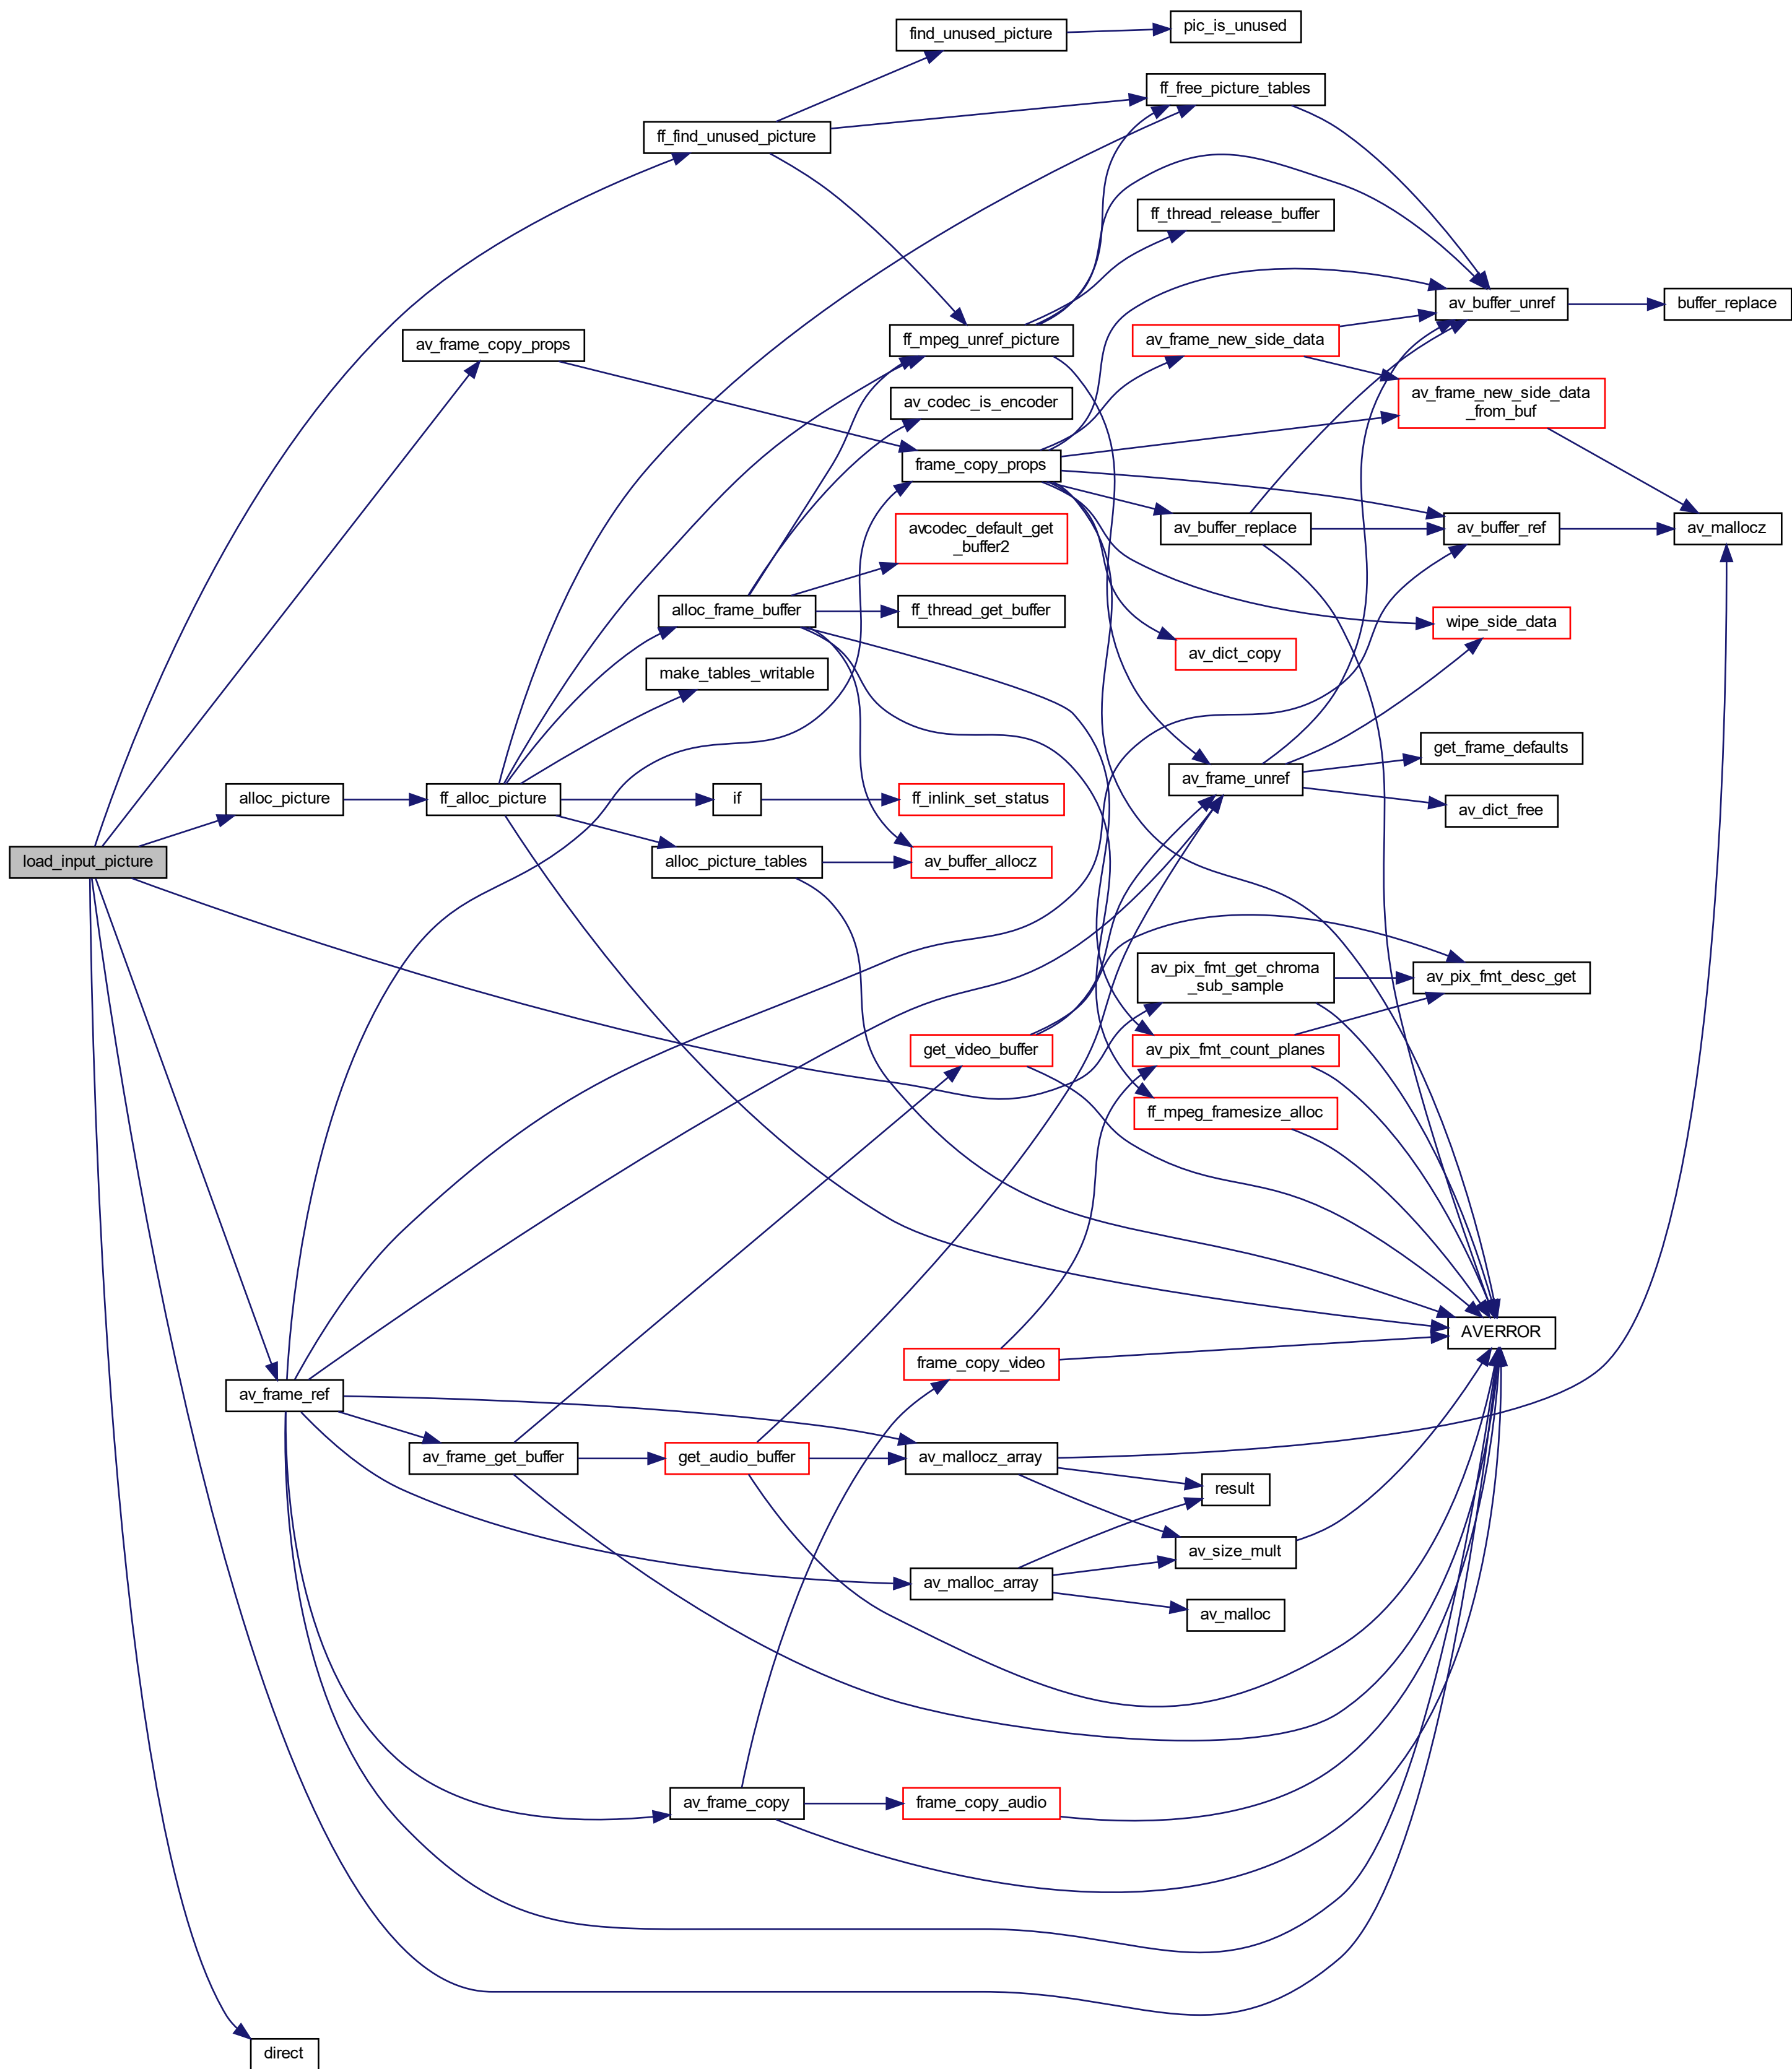 find_unused_picture
pic_is_unused
ff_free_picture_tables
ff_find_unused_picture
ff_thread_release_buffer
av_buffer_unref
buffer_replace
av_frame_copy_props
ff_mpeg_unref_picture
av_frame_new_side_data
av_codec_is_encoder
av_frame_new_side_data
_from_buf
frame_copy_props
avcodec_default_get
_buffer2
av_buffer_replace
av_buffer_ref
av_mallocz
alloc_frame_buffer
ff_thread_get_buffer
wipe_side_data
make_tables_writable
av_dict_copy
get_frame_defaults
alloc_picture
ff_alloc_picture
if
ff_inlink_set_status
av_frame_unref
av_dict_free
load_input_picture
alloc_picture_tables
av_buffer_allocz
av_pix_fmt_get_chroma
_sub_sample
av_pix_fmt_desc_get
get_video_buffer
av_pix_fmt_count_planes
ff_mpeg_framesize_alloc
AVERROR
frame_copy_video
av_frame_ref
av_frame_get_buffer
get_audio_buffer
av_mallocz_array
result
av_size_mult
av_malloc_array
av_malloc
av_frame_copy
frame_copy_audio
direct